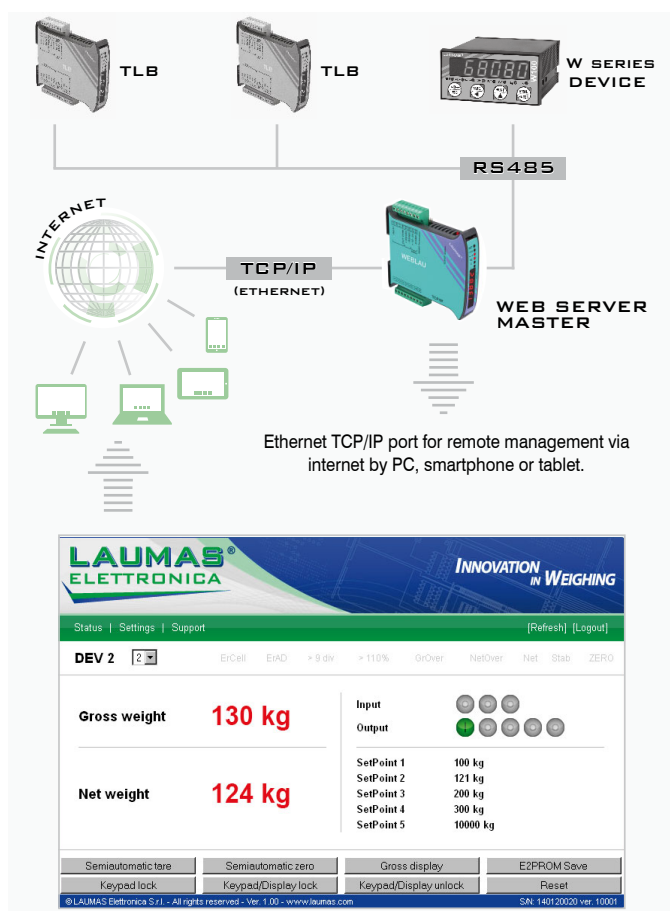 TLB
TLB
W SERIES
DEVICE
68080
W100
RS485
INTERNET
WEBLAU
TCP/IP
(ETHERNET)
WEB SERVER
MASTER
Ethernet TCP/IP port for remote management via
internet by PC, smartphone or tablet.
LAUMAS®
ELETTRONICA
INNOVATION
IN WEIGHING
Status | Settings | Support [Refresh] [Logout]
DEV 2 2 ErCell ErAD > 9 div > 110% GrOver NetOver Net Stab ZERO
Gross weight 130 kg
Input
Output
Net weight 124 kg
SetPoint 1 100 kg
SetPoint 2 121 kg
SetPoint 3 200 kg
SetPoint 4 300 kg
SetPoint 5 10000 kg
Semiautomatic tare Semiautomatic zero Gross display E2PROM Save
Keypad lock Keypad/Display lock Keypad/Display unlock Reset
© LAUMAS Elettronica S.r.l. - All rights reserved - Ver. 1.00 - www.laumas.com S/N: 140120020 ver. 10001